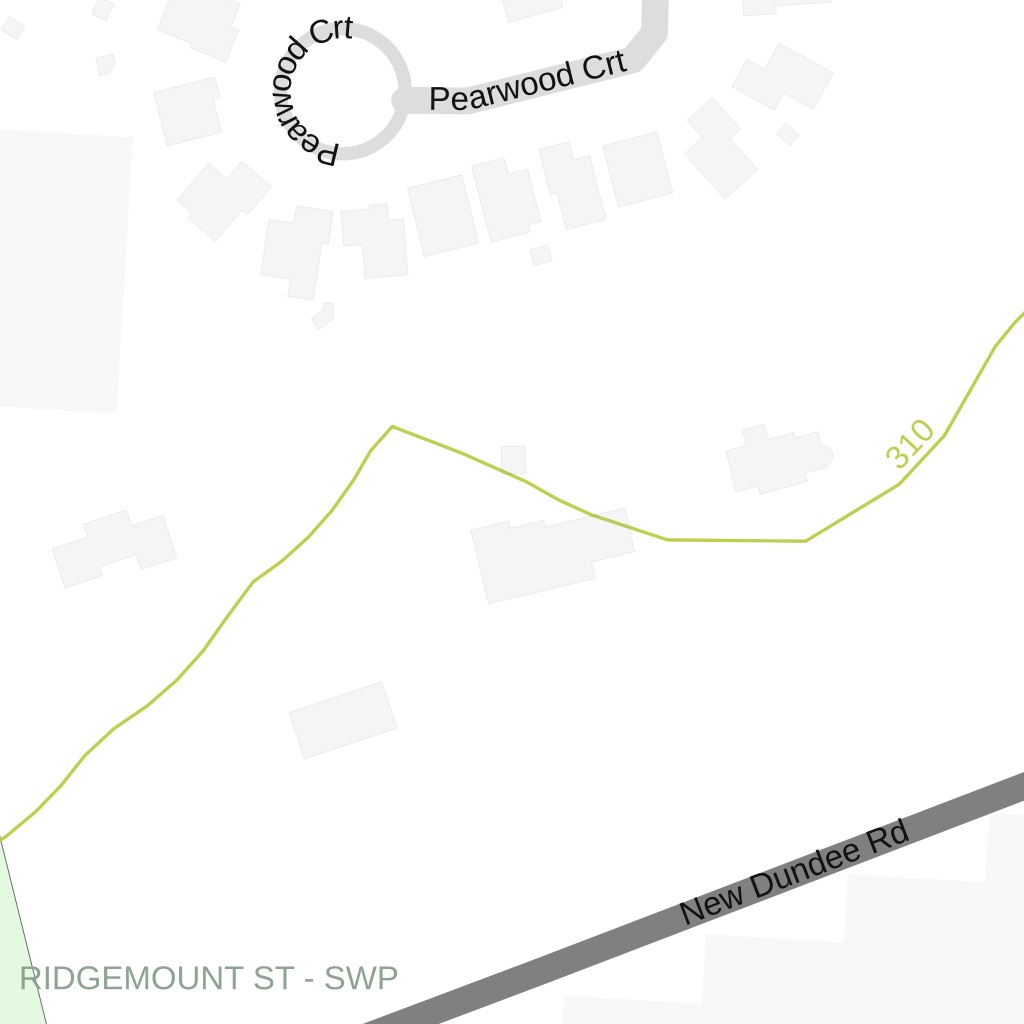 Pearwood Crt
Pearwood Crt
310
New Dundee Rd
RIDGEMOUNT ST - SWP